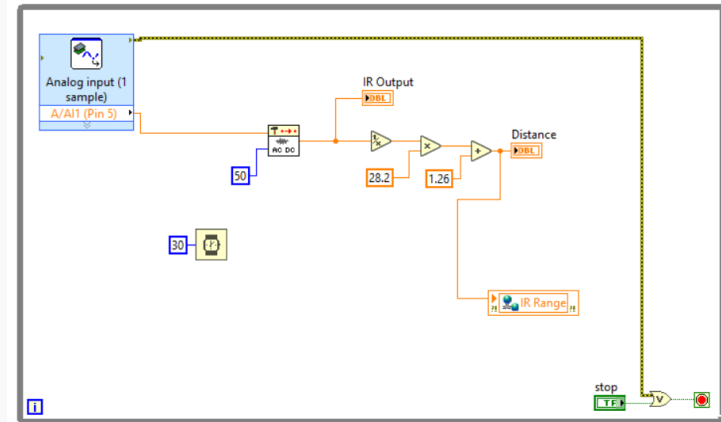 Analog input (1
sample)
A/AI1 (Pin 5)
IR Output
DBL
AC DC
50
1
x
x
28.2
+
1.26
Distance
DBL
30
?!
IR Range
?!
stop
TF
V
i